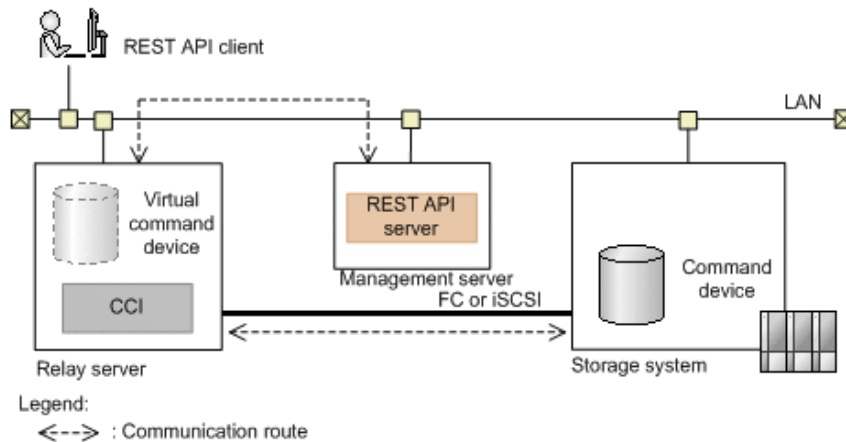 REST API client
LAN
Virtual
command
device
CCI
Relay server
REST API
server
Management server
FC or iSCSI
Command
device
Storage system
Legend:
: Communication route